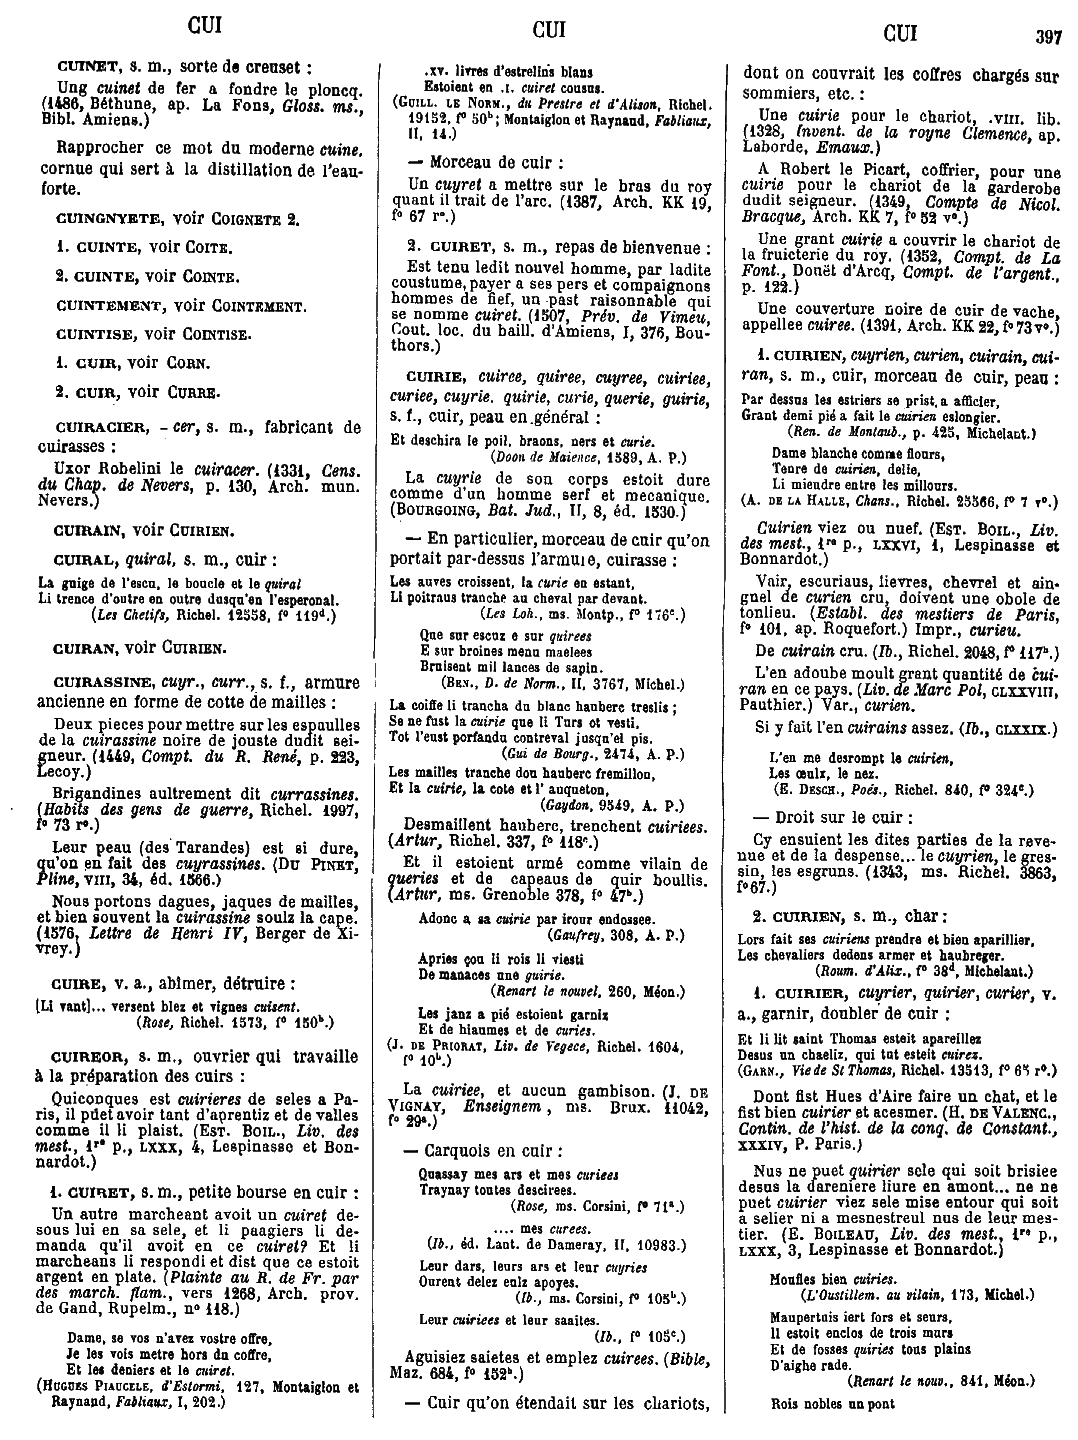 CUI
CUI
CUI
397
CUINET, s. m., sorte de creuset :
Ung cuinet de fer a fondre le ploncq.
(1486, Béthune, ap. La Fons, Gloss. ms.,
Bibl. Amiens.)
Rapprocher ce mot du moderne cuine,
cornue qui sert à la distillation de l'eau-
forte.
CUINGNYETE, voir COIGNETE 2.
1. CUINTE, voir COITE.
2. CUINTE, voir COINTE.
CUINTEMENT, voir COINTEMENT.
CUINTISE, voir COINTISE.
1. CUIR, voir CORN.
2. CUIR, voir CURRE.
CUIRACIER, - cer, s. m., fabricant de
cuirasses :
Uxor Robelini le cuiracer. (1331, Cens.
du Chap. de Nevers, p. 130, Arch. mun.
Nevers.)
CUIRAIN, voir CUIRIEN.
CUIRAL, quiral, s. m., cuir :
La guige de l'escu, le boucle et le quiral
Li trence d'outre en outre dusqu'en l'esperonal.
(Les Chetifs, Richel. 12558, f° 119d.)
CUIRAN, voir CUIRIEN.
CUIRASSINE, cuyr., curr., s. f., armure
ancienne en forme de cotte de mailles :
Deux pieces pour mettre sur les espaulles
de la cuirassine noire de jouste dudit sei-
gneur. (1449, Compt. du R. René, p. 223,
Lecoy.)
Brigandines aultrement dit currassines.
(Habits des gens de guerre, Richel. 1997,
f° 73 r°.)
Leur peau (des Tarandes) est si dure,
qu'on en fait des cuyrassines. (DU PINET,
Pline, VIII, 34, éd. 1566.)
Nous portons dagues, jaques de mailles,
et bien souvent la cuirassine soulz la cape.
(1576, Lettre de Henri IV, Berger de Xi-
vrey.)
CUIRE, v. a., abîmer, détruire :
[Li vant]... versent blez et vignes cuisent.
(Rose, Richel. 1573, f° 150b.)
CUIREOR, s. m., ouvrier qui travaille
à la préparation des cuirs :
Quiconques est cuirieres de seles a Pa-
ris, il puet avoir tant d'aprentiz et de valles
comme il li plaist. (EST. BOIL., Liv. des
mest., 1re p., LXXX, 4, Lespinasse et Bon-
nardot.)
1. CUIRET, s. m., petite bourse en cuir :
Un autre marcheant avoit un cuiret de-
sous lui en sa sele, et li paagiers li de-
manda qu'il avoit en ce cuiret? Et li
marcheans li respondi et dist que ce estoit
argent en plate. (Plainte au R. de Fr. par
des march. flam., vers 1268, Arch. prov.
de Gand, Rupelm., n° 118.)
Dame, se vos n'avez vostre offre,
Je les vois metre hors du coffre,
Et les deniers et le cuiret.
(HUGUES PIAUCELE, d'Estormi, 127, Montaiglon et
Raynaud, Fabliaux, I, 202.)
.XV. livres d'estrelins blans
Estoient en .I. cuiret cousus.
(GUILL. LE NORM., du Prestre et d'Alison, Richel.
19152, f° 50b; Montaiglon et Raynaud, Fabliaux,
II, 14.)
— Morceau de cuir :
Un cuyret a mettre sur le bras du roy
quant il trait de l'arc. (1387, Arch. KK 19,
f° 67 r°.)
2. CUIRET, s. m., repas de bienvenue :
Est tenu ledit nouvel homme, par ladite
coustume, payer a ses pers et compaignons
hommes de fief, un past raisonnable qui
se nomme cuiret. (1507, Prév. de Vimeu,
Cout. loc. du baill. d'Amiens, I, 376, Bou-
thors.)
CUIRIE, cuiree, quiree, cuyree, cuiriee,
curiee, cuyrie, quirie, curie, querie, guirie,
s. f., cuir, peau en général :
Et deschira le poil, braons, ners et curie.
(Doon de Maience, 1589, A. P.)
La cuyrie de son corps estoit dure
comme d'un homme serf et mecanique.
(BOURGOING, Bat. Jud., II, 8, éd. 1530.)
— En particulier, morceau de cuir qu'on
portait par-dessus l'armure, cuirasse :
Les auves croissent, la curie en estant,
Li poitraus tranche au cheval par devant.
(Les Loh., ms. Montp., f° 176c.)
Que sur escuz e sur quirees
E sur broines menu maelees
Bruisent mil lances de sapin.
(BEN., D. de Norm., II, 3767, Michel.)
La coiffe li trancha du blanc hauberc treslis ;
Se ne fust la cuirie que li Turs ot vesti,
Tot l'eust porfandu contreval jusqu'el pis.
(Gui de Bourg., 2474, A. P.)
Les mailles tranche dou hauberc fremillon,
Et la cuirie, la cote et l' auqueton,
(Gaydon, 9549, A. P.)
Desmaillent hauberc, trenchent cuiriees.
(Artur, Richel. 337, f° 118c.)
Et il estoient armé comme vilain de
queries et de capeaus de quir boullis.
(Artur, ms. Grenoble 378, f° 47b.)
Adonc a sa cuirie par irour endossee.
(Gaufrey, 308, A. P.)
Apries çou li rois li viesti
De manaces une guirie.
(Renart le nouvel, 260, Méon.)
Les janz a pié estoient garniz
Et de hiaumes et de curies.
(J. DE PRIORAT, Liv. de Vegece, Richel. 1604,
f° 10b.)
La cuiriee, et aucun gambison. (J. DE
VIGNAY, Enseignem, ms. Brux. 11042,
f° 29a.)
— Carquois en cuir :
Quassay mes ars et mes curiees
Traynay toutes descirees.
(Rose, ms. Corsini, f° 71a.)
.... mes curees.
(Ib., éd. Lant. de Dameray, II, 10983.)
Leur dars, leurs ars et leur cuyries
Ourent delez eulz apoyes.
(Ib., ms. Corsini, f° 105b.)
Leur cuiriees et leur saaites.
(Ib., f° 105c.)
Aguisiez saietes et emplez cuirees. (Bible,
Maz. 684, f° 152b.)
— Cuir qu'on étendait sur les chariots,
dont on couvrait les coffres chargés sur
sommiers, etc. :
Une cuirie pour le chariot, .VIII. lib.
(1328, Invent. de la royne Clemence, ap.
Laborde, Emaux.)
A Robert le Picart, coffrier, pour une
cuirie pour le chariot de la garderobe
dudit seigneur. (1349, Compte de Nicol.
Bracque, Arch. KK 7, f° 52 v°.)
Une grant cuirie a couvrir le chariot de
la fruicterie du roy. (1352, Compt. de La
Font., Douët d'Arcq, Compt. de l'argent.,
p. 122.)
Une couverture noire de cuir de vache,
appellee cuiree. (1391, Arch. KK 22, f° 73 v°.)
1. CUIRIEN, cuyrien, curien, cuirain, cui-
ran, s. m., cuir, morceau de cuir, peau :
Par dessus les estriers se prist a afficier,
Grant demi pié a fait le cuirien eslongier.
(Ren. de Montaub., p. 425, Michelant.)
Dame blanche comme flours,
Tenre de cuirien, delie,
Li miendre entre les millours.
(A. DE LA HALLE, Chans., Richel. 25566, f° 7 v°.)
Cuirien viez ou nuef. (EST. BOIL., Liv.
des mest., 1re p., LXXVI, 1, Lespinasse et
Bonnardot.)
Vair, escuriaus, lievres, chevrel et ain-
gnel de curien cru, doivent une obole de
tonlieu. (Establ. des mestiers de Paris,
f° 101, ap. Roquefort.) Impr., curieu.
De cuirain cru. (Ib., Richel. 2048, f° 117b.)
L'en adoube moult grant quantité de cui-
ran en ce pays. (Liv. de Marc Pol, CLXXVIII,
Pauthier.) Var., curien.
Si y fait l'en cuirains assez. (Ib., CLXXIX.)
L'en me desrompt le cuirien,
Les œulx, le nez.
(E. DESCH., Poés., Richel. 840, f° 324c.)
— Droit sur le cuir :
Cy ensuient les dites parties de la reve-
nue et de la despense... le cuyrien, le gres-
sin, les esgruns. (1343, ms. Richel. 3863,
f° 67.)
2. CUIRIEN, s. m., char :
Lors fait ses cuiriens prendre et bien aparillier,
Les chevaliers dedens armer et haubreger.
(Roum. d'Alix., f° 38d, Michelant.)
1. CUIRIER, cuyrier, quirier, curier, v.
a., garnir, doubler de cuir :
Et li lit saint Thomas esteit apareillez
Desus un chaeliz, qui tut esteit cuirez.
(GARN., Vie de St Thomas, Richel. 13513, f° 65 r°.)
Dont fist Hues d'Aire faire un chat, et le
fist bien cuirier et acesmer. (H. DE VALENC.,
Contin. de l'hist. de la conq. de Constant.,
XXXIV, P. Paris.)
Nus ne puet quirier sele qui soit brisiee
desus la dareniere liure en amont... ne ne
puet cuirier viez sele mise entour qui soit
a selier ni a mesnestreul nus de leur mes-
tier. (E. BOILEAU, Liv. des mest., 1re p.,
LXXX, 3, Lespinasse et Bonnardot.)
Moufles bien cuiries.
(L'Oustillem. au vilain, 173, Michel.)
Maupertuis iert fors et seurs,
Il estoit enclos de trois murs
Et de fosses quiries tous plains
D'aighe rade.
(Renart le nouv., 841, Méon.)
Rois nobles un pont